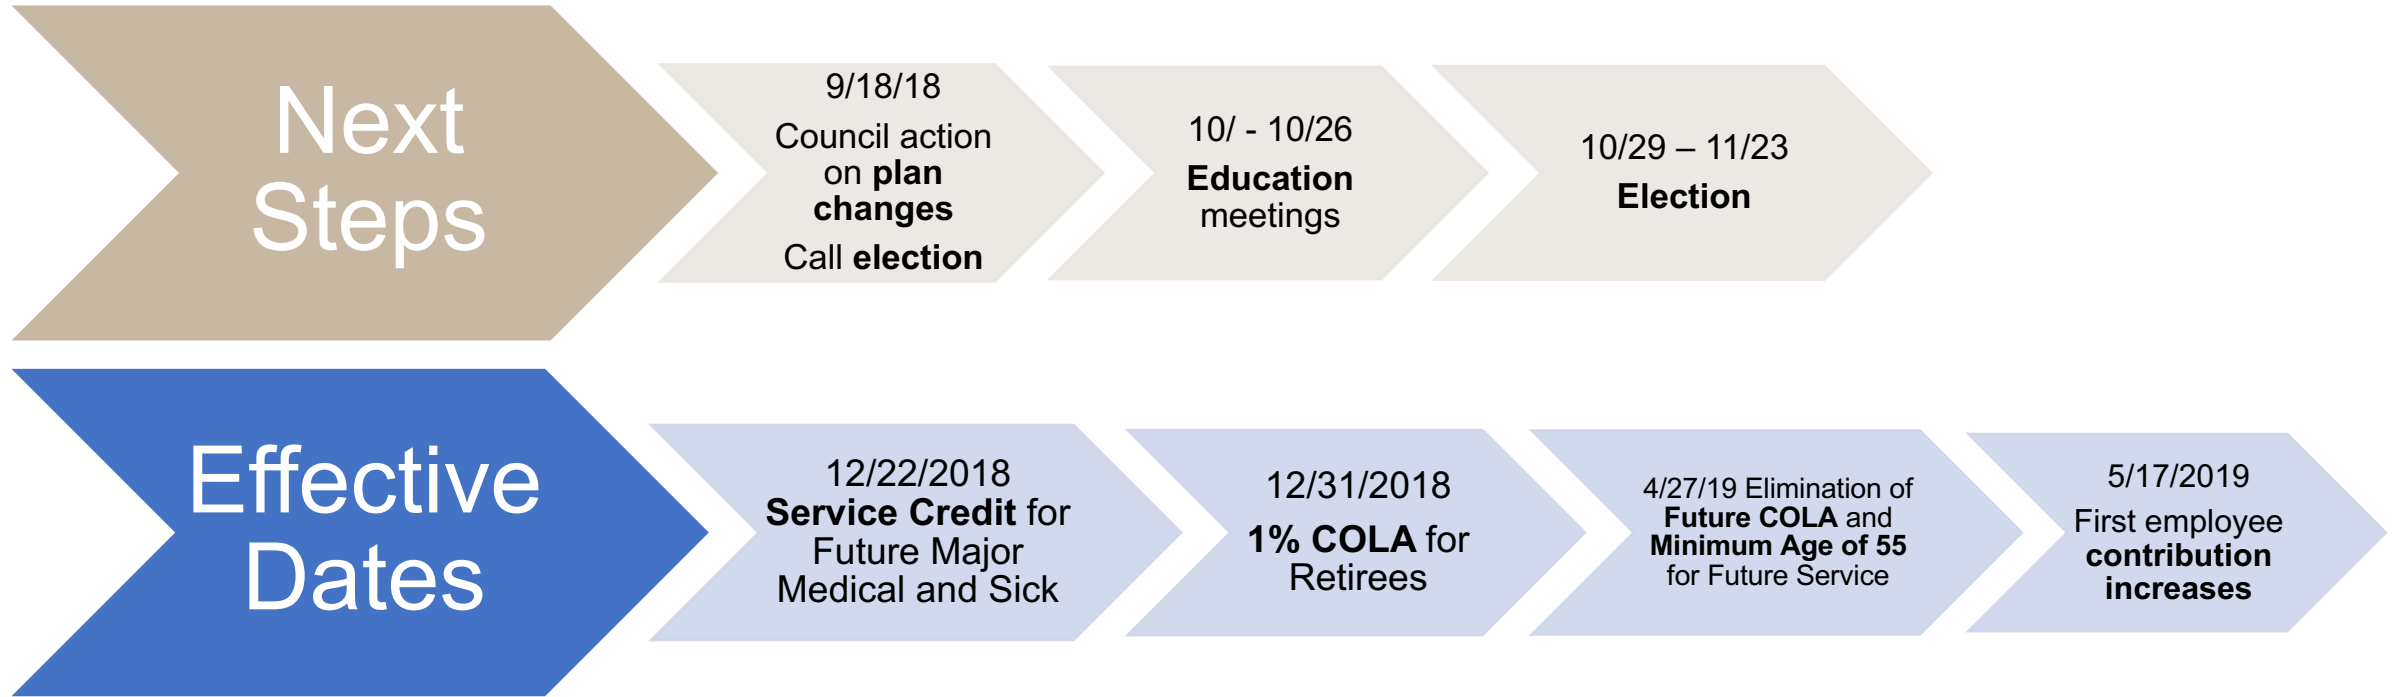 Next
Steps
9/18/18
Council action
on plan
changes
Call election
10/ - 10/26
Education
meetings
10/29 – 11/23
Election
Effective
Dates
12/22/2018
Service Credit for
Future Major
Medical and Sick
12/31/2018
1% COLA for
Retirees
4/27/19 Elimination of
Future COLA and
Minimum Age of 55
for Future Service
5/17/2019
First employee
contribution
increases